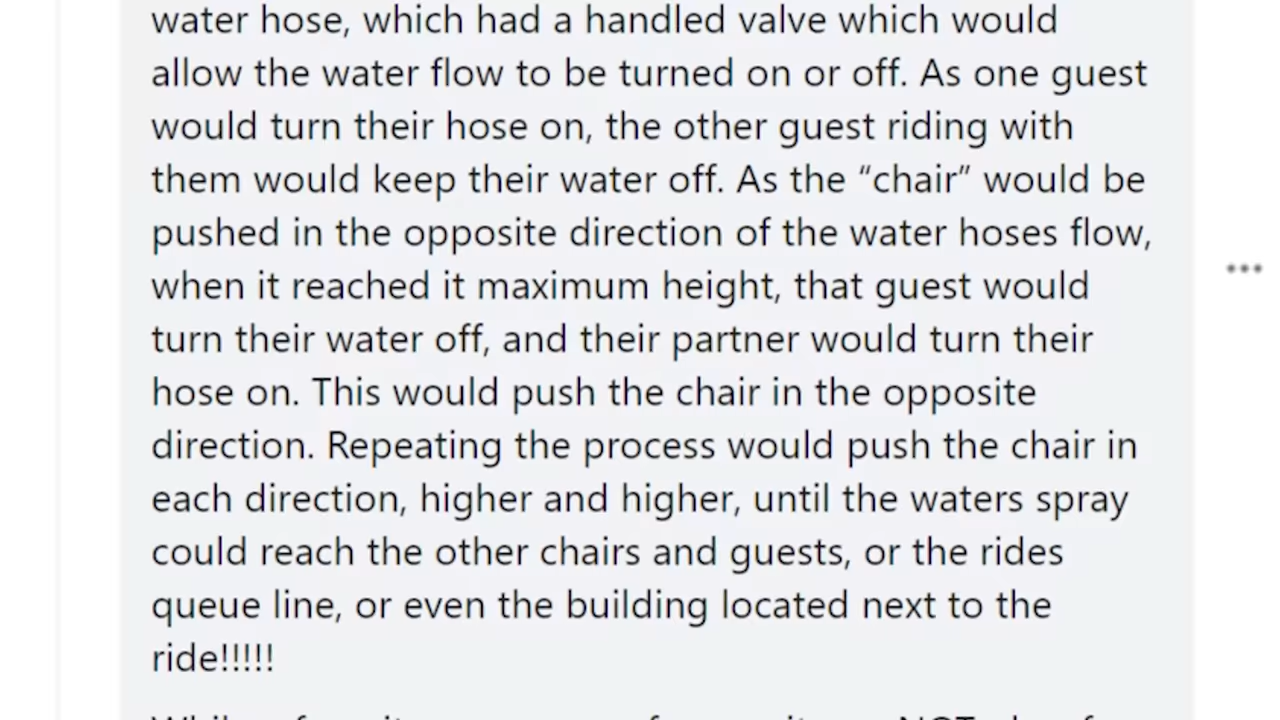 water hose, which had a handled valve which would
allow the water flow to be turned on or off. As one guest
would turn their hose on, the other guest riding with
them would keep their water off. As the “chair” would be
pushed in the opposite direction of the water hoses flow,
when it reached it maximum height, that guest would
turn their water off, and their partner would turn their
hose on. This would push the chair in the opposite
direction. Repeating the process would push the chair in
each direction, higher and higher, until the waters spray
could reach the other chairs and guests, or the rides
queue line, or even the building located next to the
ride!!!!!